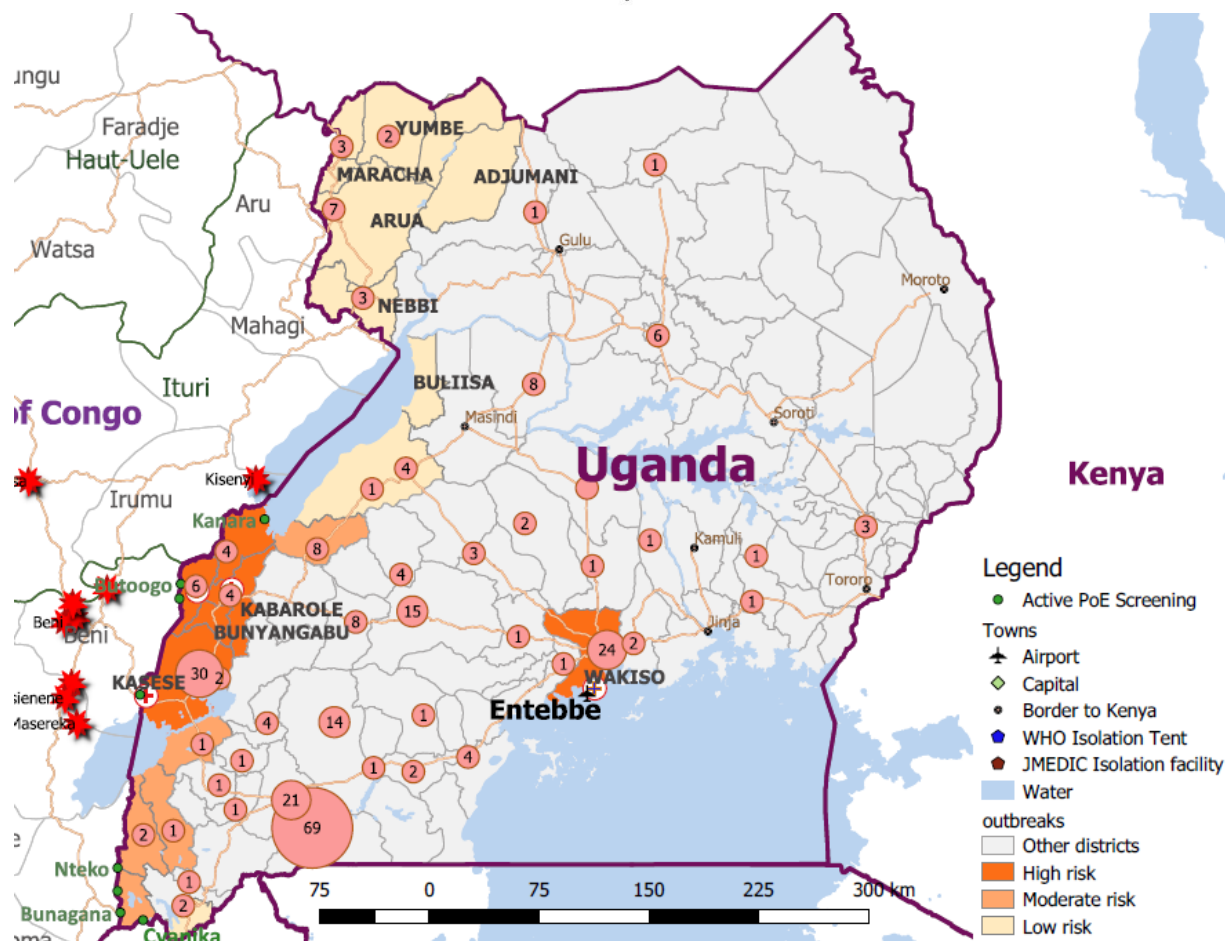 ungu
Faradje
Haut-Uele
Aru
Watsa
Mahagi
Ituri
of Congo
Irumu
Kisenyi
Kanara
Butoogo
Beni
Beni
KASESE
sienene
Masereka
Nteko
Bunagana
Cyanika
oma
3
2
YUMBE
MARACHA
ADJUMANI
7
ARUA
1
1
Gulu
3
NEBBI
Moroto
6
8
BULIISA
Masindi
Soroti
Uganda
Kenya
4
1
2
3
8
4
3
1
Kamuli
1
1
Tororo
4
6
4
KABAROLE
BUNYANGABU
4
15
8
1
1
Jinja
30
2
24
2
1
WAKISO
Entebbe
4
14
1
1
1
1
1
1
2
4
21
69
2
1
1
2
75
0
75
150
225
300 km
Legend
Active PoE Screening
Towns
Airport
Capital
Border to Kenya
WHO Isolation Tent
JMEDIC Isolation facility
Water
outbreaks
Other districts
High risk
Moderate risk
Low risk